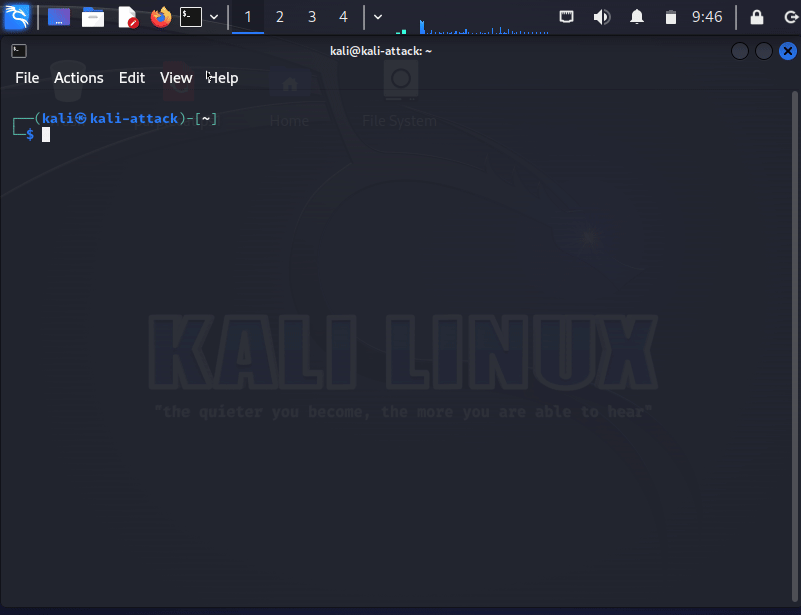 1 2 3 4 9:46
kali@kali-attack: ~
File Actions Edit View Help
Home File System
┌──(kali㉿kali-attack)-[~]
└─$
KALI LINUX
"the quieter you become, the more you are able to hear"